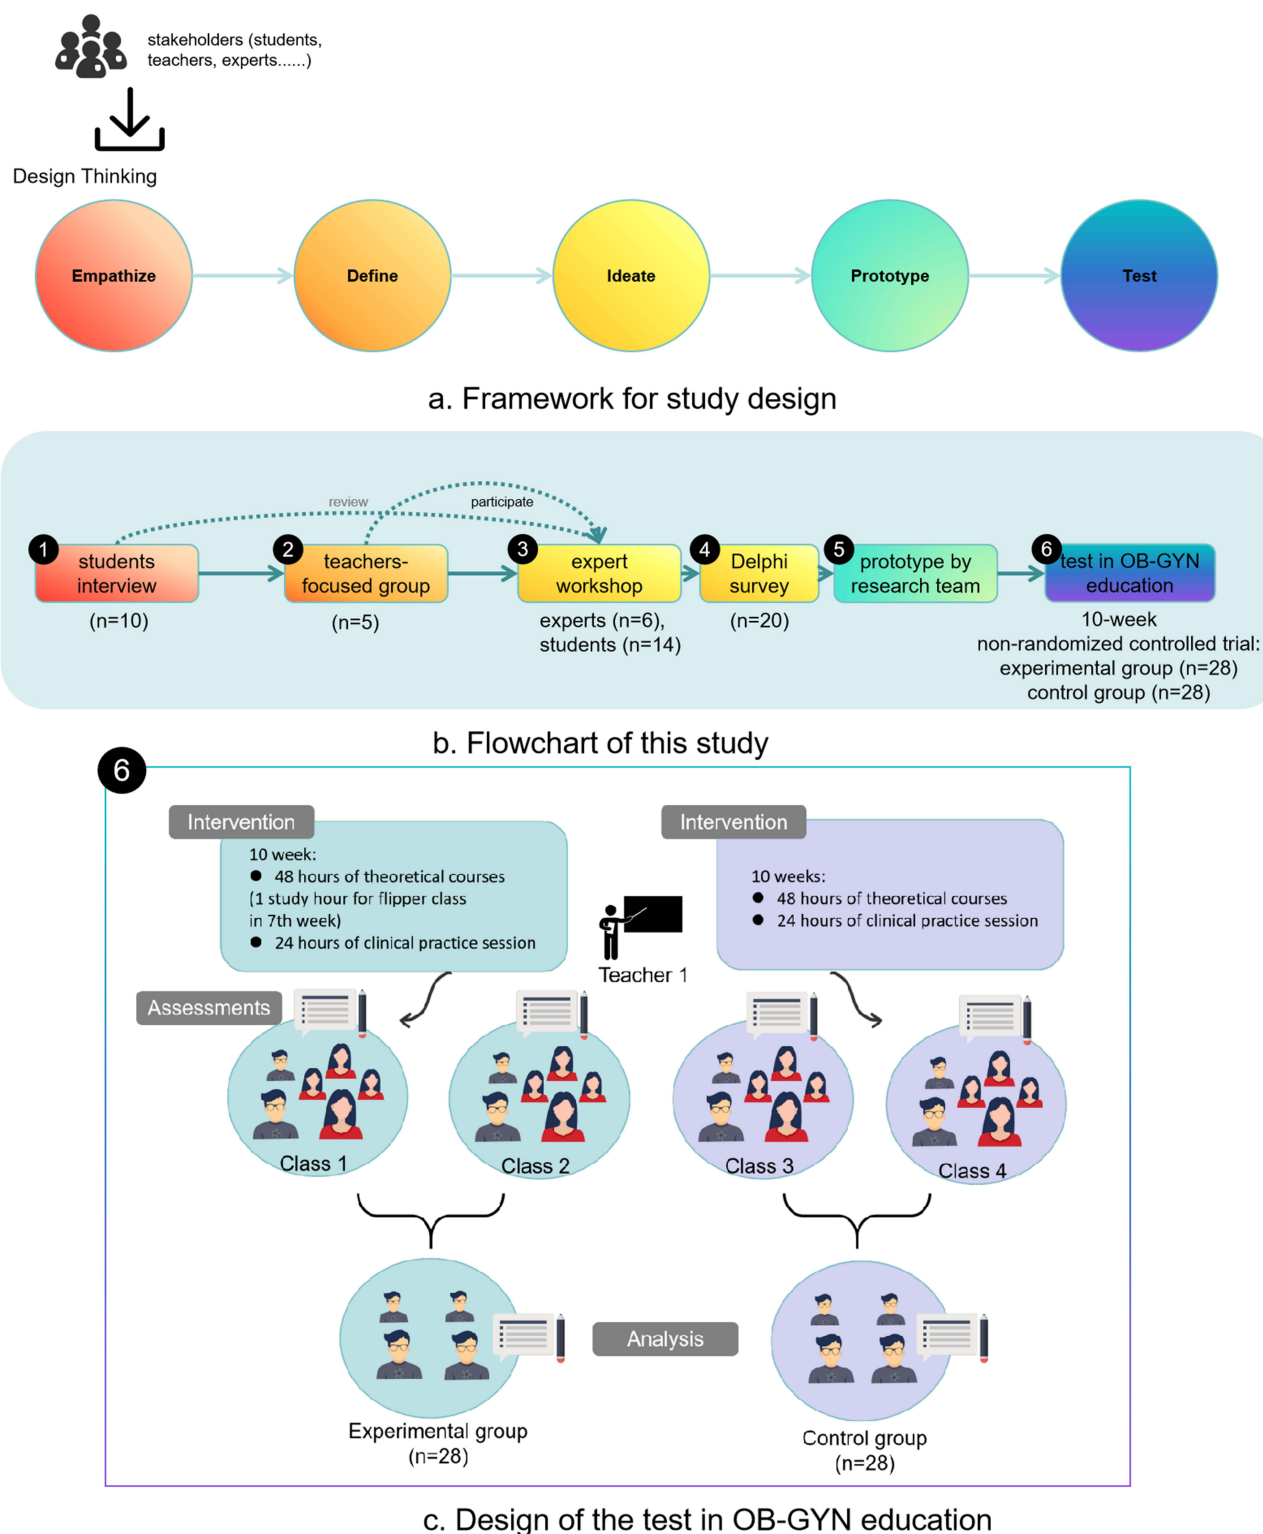 stakeholders (students,
teachers, experts......)
Design Thinking
Empathize
Define
Ideate
Prototype
Test
a. Framework for study design
review
participate
1
students
interview
(n=10)
2
teachers-
focused group
(n=5)
3
expert
workshop
experts (n=6),
students (n=14)
4
Delphi
survey
(n=20)
5
prototype by
research team
6
test in OB-GYN
education
10-week
non-randomized controlled trial:
experimental group (n=28)
control group (n=28)
b. Flowchart of this study
6
Intervention
10 week:
● 48 hours of theoretical courses
(1 study hour for flipper class
in 7th week)
● 24 hours of clinical practice session
Teacher 1
Intervention
10 weeks:
● 48 hours of theoretical courses
● 24 hours of clinical practice session
Assessments
Class 1
Class 2
Class 3
Class 4
Analysis
Experimental group
(n=28)
Control group
(n=28)
c. Design of the test in OB-GYN education